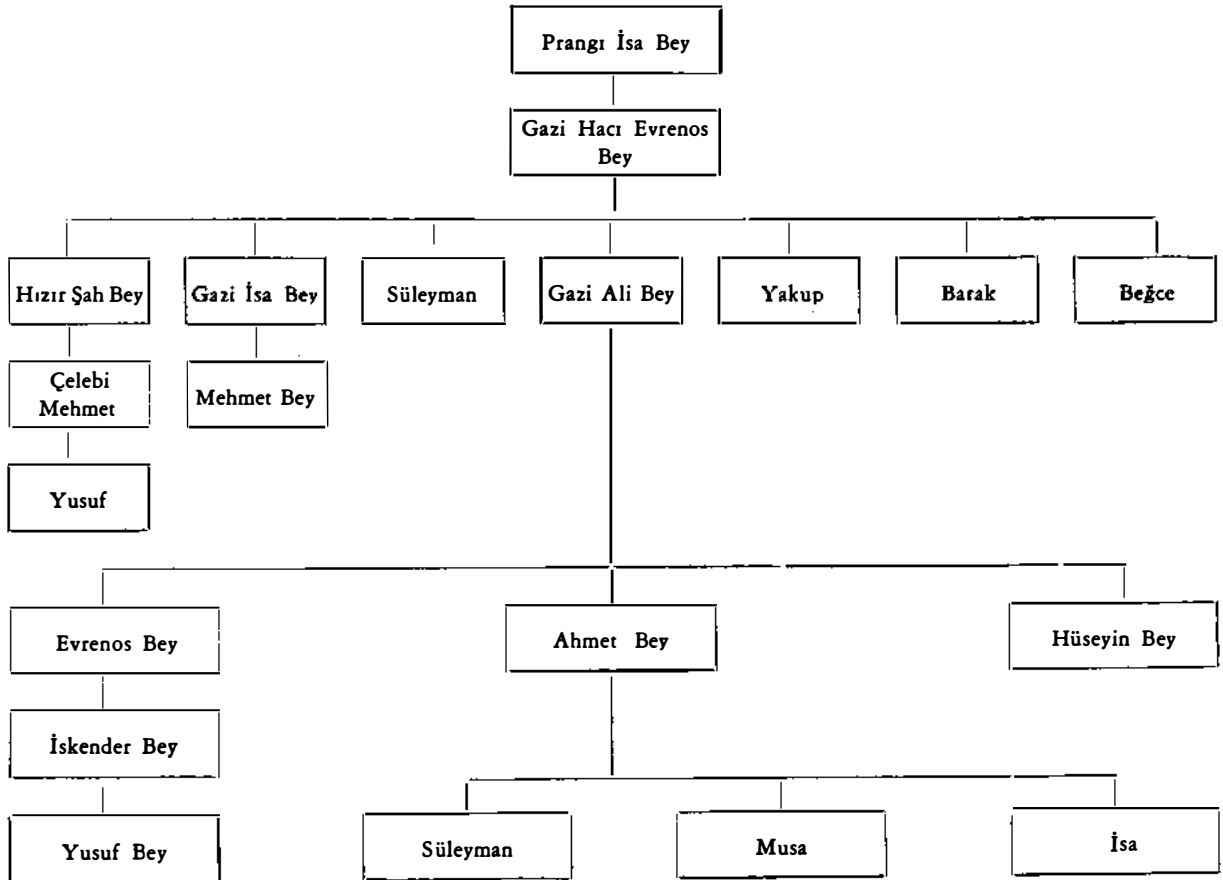 Prangı İsa Bey
Gazi Hacı Evrenos
Bey
Hızır Şah Bey
Gazi İsa Bey
Süleyman
Gazi Ali Bey
Yakup
Barak
Beğce
Çelebi
Mehmet
Mehmet Bey
Yusuf
Evrenos Bey
Ahmet Bey
Hüseyin Bey
İskender Bey
Yusuf Bey
Süleyman
Musa
İsa